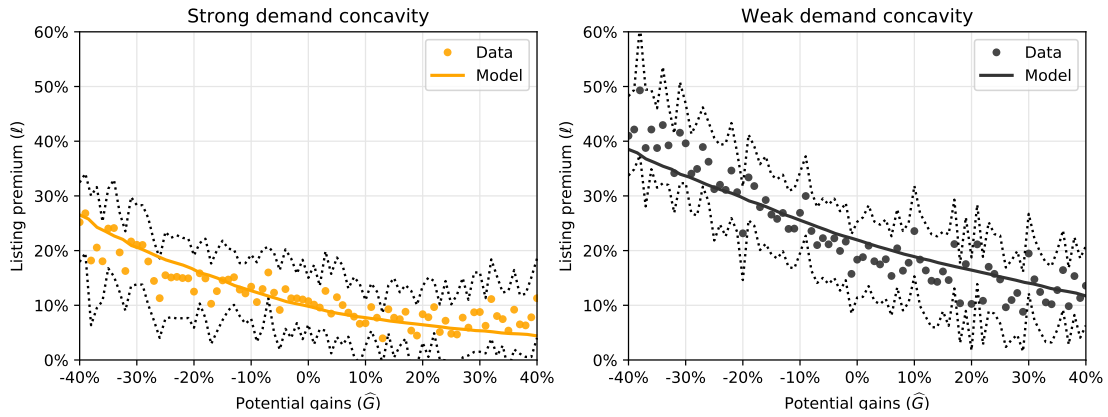 Strong demand concavity
60%
50%
40%
30%
20%
10%
0%
Listing premium (ℓ)
-40% -30% -20% -10% 0% 10% 20% 30% 40%
Potential gains (Ĝ)
Data
Model
Weak demand concavity
60%
50%
40%
30%
20%
10%
0%
Listing premium (ℓ)
-40% -30% -20% -10% 0% 10% 20% 30% 40%
Potential gains (Ĝ)
Data
Model